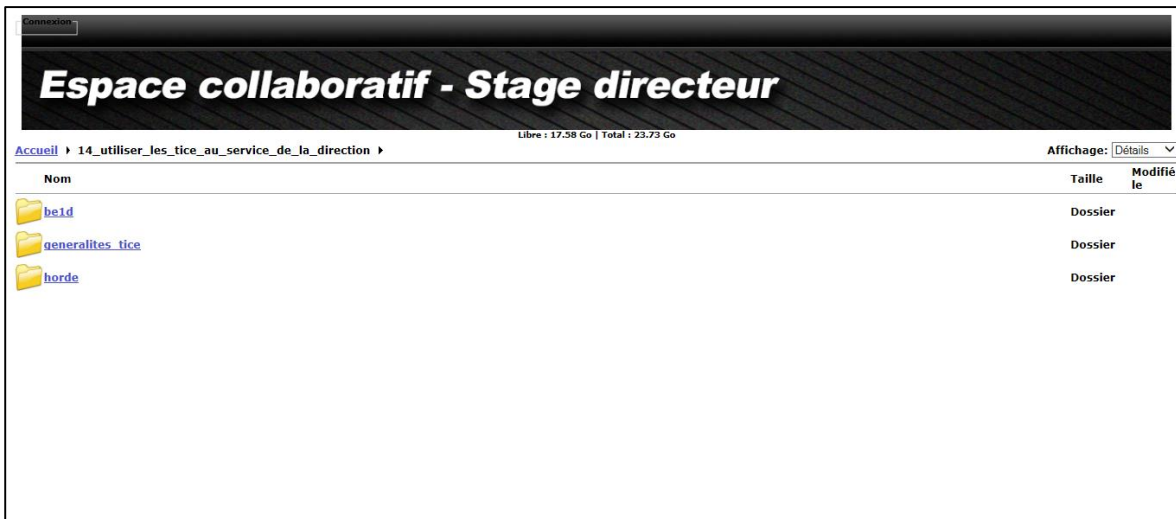 Connexion
Espace collaboratif - Stage directeur
Libre : 17.58 Go | Total : 23.73 Go
Accueil 14_utiliser_les_tice_au_service_de_la_direction Affichage: Détails
Nom Taille Modifié le
be1d Dossier
generalites_tice Dossier
horde Dossier